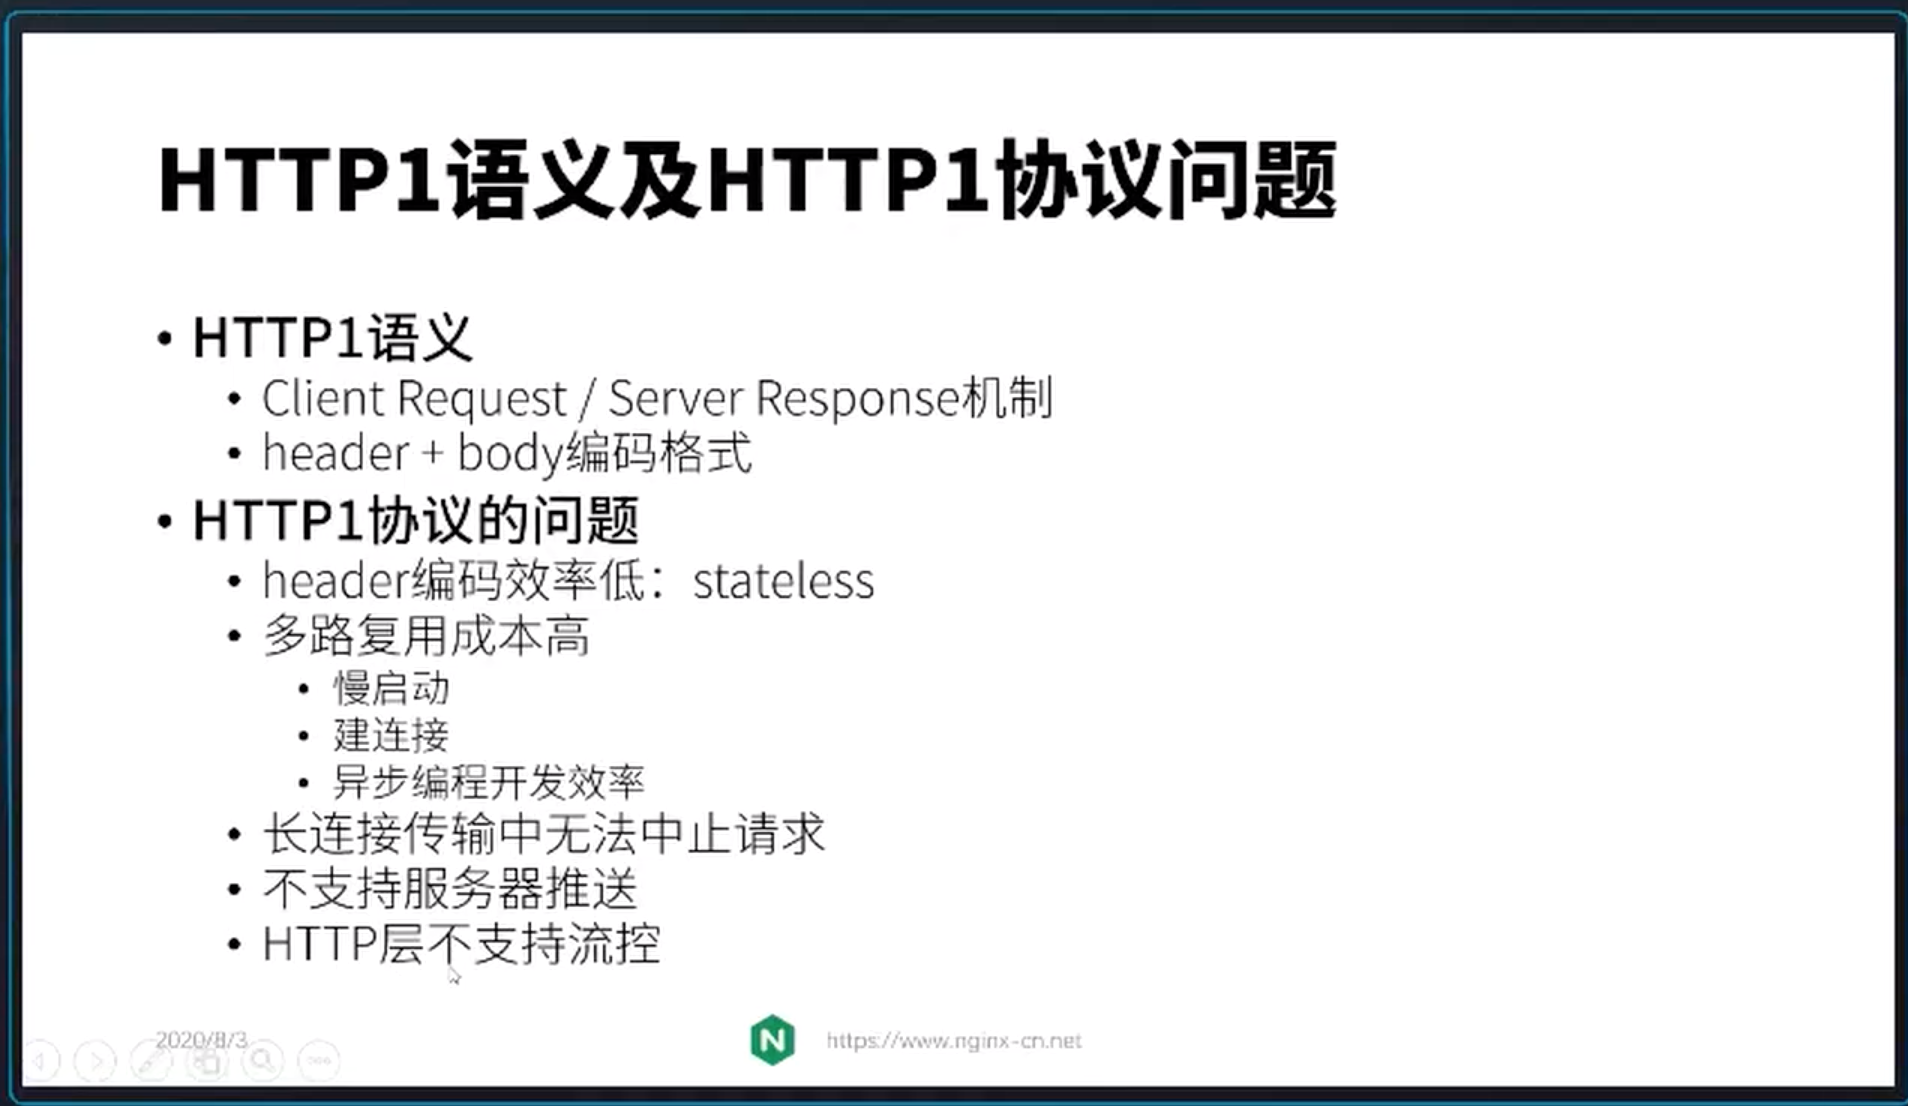 HTTP1语义及HTTP1协议问题
• HTTP1语义
• Client Request / Server Response机制
• header + body编码格式
• HTTP1协议的问题
• header编码效率低：stateless
• 多路复用成本高
• 慢启动
• 建连接
• 异步编程开发效率
• 长连接传输中无法中止请求
• 不支持服务器推送
• HTTP层不支持流控
2020/8/3
N
https://www.nginx-cn.net